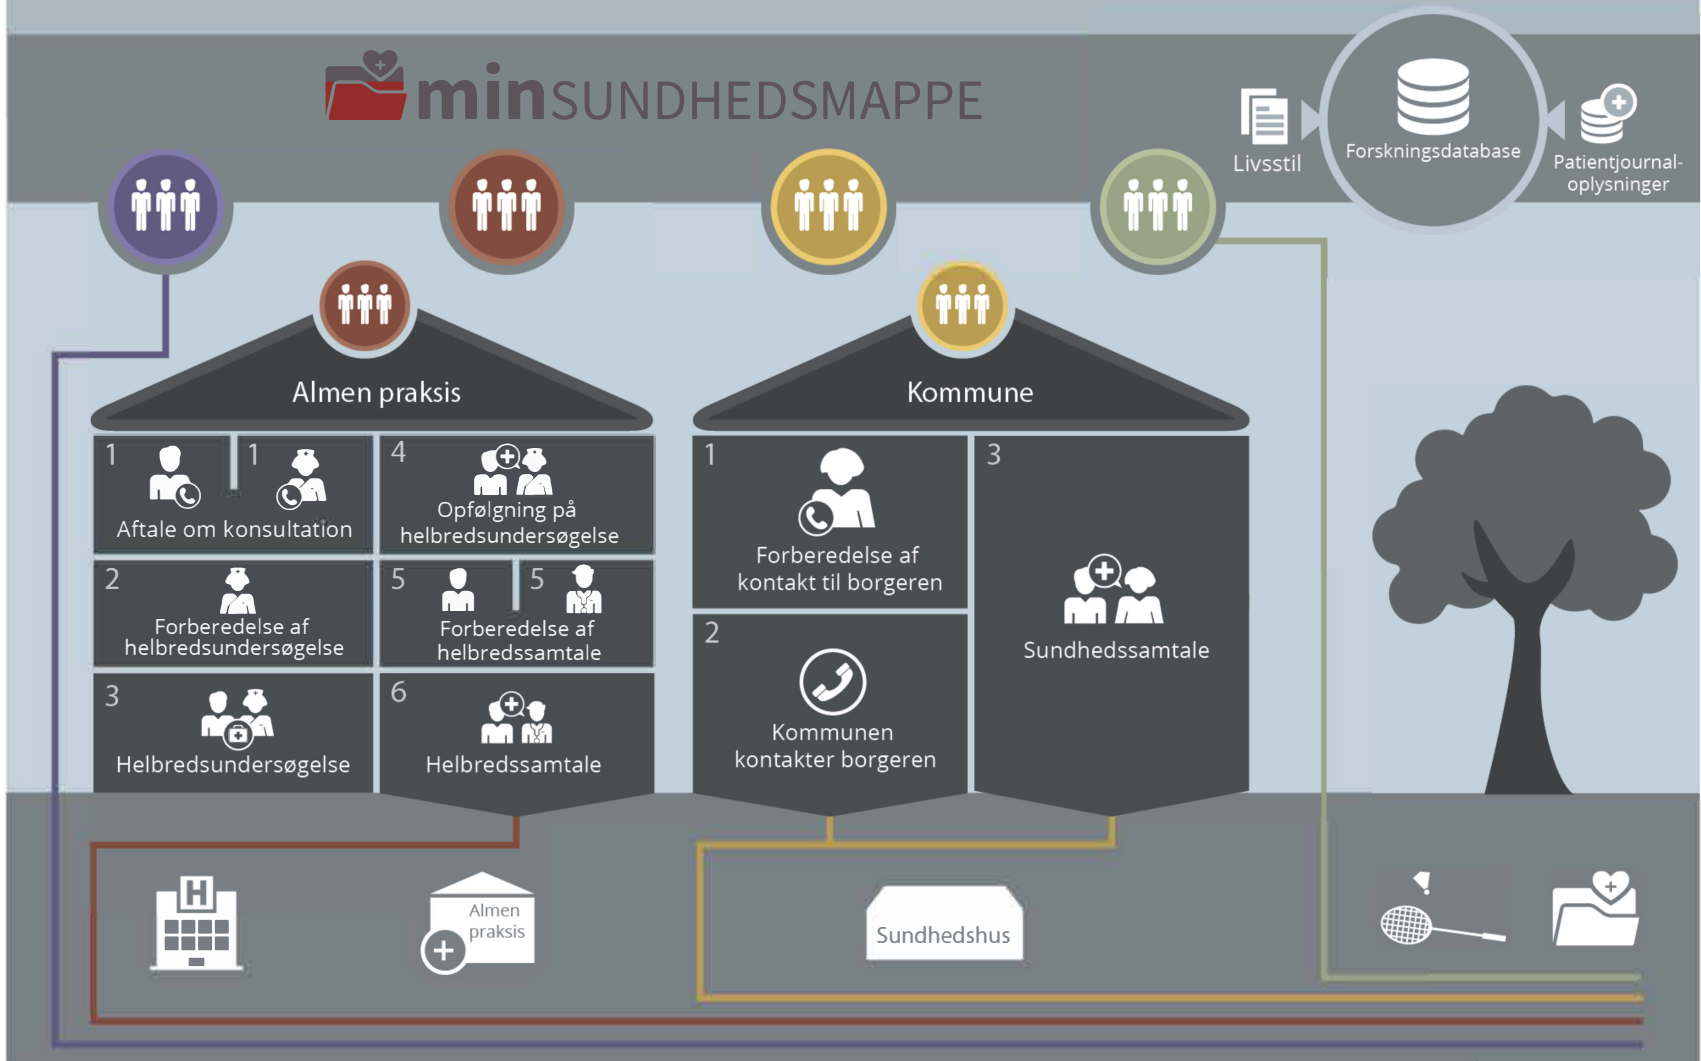 minSUNDHEDSMAPPE
Livsstil
Forskningsdatabase
Patientjournal-
oplysninger
Almen praksis
1
1
Aftale om konsultation
2
Forberedelse af
helbredsundersøgelse
3
Helbredsundersøgelse
4
Opfølgning på
helbredsundersøgelse
5
5
Forberedelse af
helbredssamtale
6
Helbredssamtale
Kommune
1
Forberedelse af
kontakt til borgeren
2
Kommunen
kontakter borgeren
3
Sundhedssamtale
H
Almen
praksis
Sundhedshus